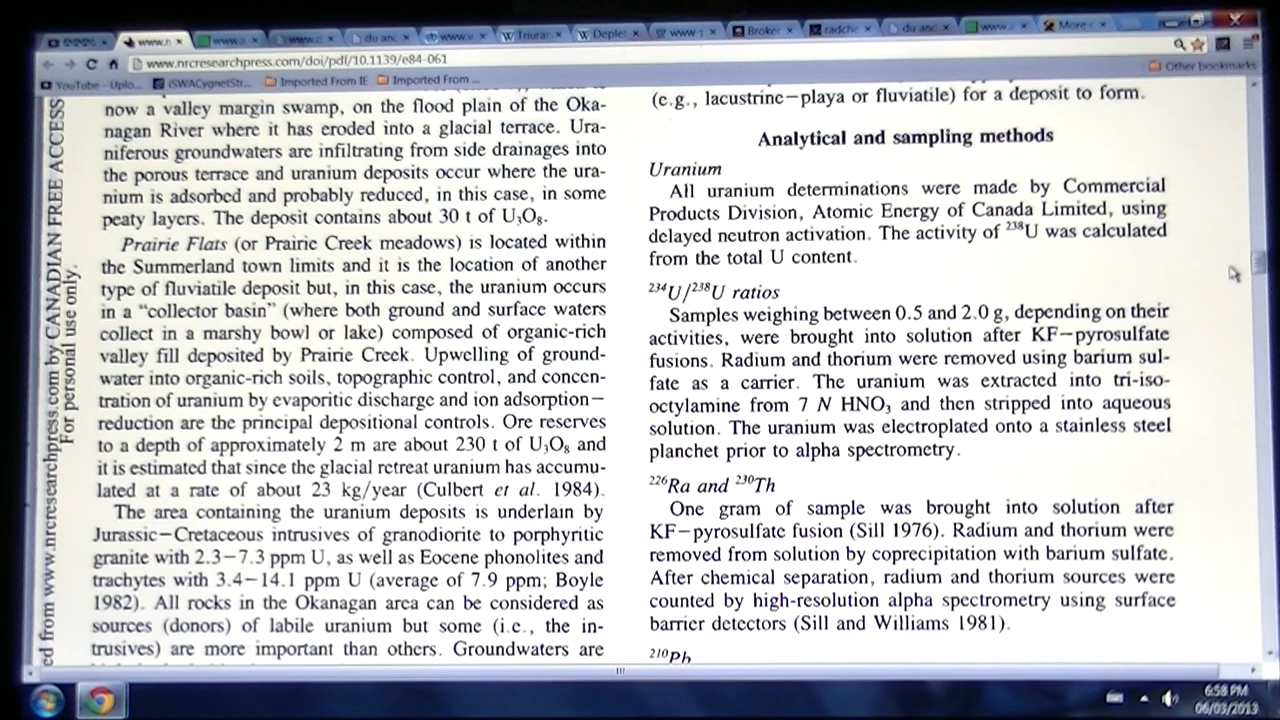 www.n
www.v
W Triura
W Deple
www
Broker
radche
du anc
More
www.nrcresearchpress.com/doi/pdf/10.1139/e84-061
Other bookmarks
YouTube - Uplo...
iSWACygnetStr...
Imported From IE
Imported From ...
ed from www.nrcresearchpress.com by CANADIAN FREE ACCESS
For personal use only.
now a valley margin swamp, on the flood plain of the Oka-
nagan River where it has eroded into a glacial terrace. Ura-
niferous groundwaters are infiltrating from side drainages into
the porous terrace and uranium deposits occur where the ura-
nium is adsorbed and probably reduced, in this case, in some
peaty layers. The deposit contains about 30 t of U₃O₈.
Prairie Flats (or Prairie Creek meadows) is located within
the Summerland town limits and it is the location of another
type of fluviatile deposit but, in this case, the uranium occurs
in a “collector basin” (where both ground and surface waters
collect in a marshy bowl or lake) composed of organic-rich
valley fill deposited by Prairie Creek. Upwelling of ground-
water into organic-rich soils, topographic control, and concen-
tration of uranium by evaporitic discharge and ion adsorption–
reduction are the principal depositional controls. Ore reserves
to a depth of approximately 2 m are about 230 t of U₃O₈ and
it is estimated that since the glacial retreat uranium has accumu-
lated at a rate of about 23 kg/year (Culbert et al. 1984).
The area containing the uranium deposits is underlain by
Jurassic–Cretaceous intrusives of granodiorite to porphyritic
granite with 2.3–7.3 ppm U, as well as Eocene phonolites and
trachytes with 3.4–14.1 ppm U (average of 7.9 ppm; Boyle
1982). All rocks in the Okanagan area can be considered as
sources (donors) of labile uranium but some (i.e., the in-
trusives) are more important than others. Groundwaters are
(e.g., lacustrine–playa or fluviatile) for a deposit to form.
Analytical and sampling methods
Uranium
All uranium determinations were made by Commercial
Products Division, Atomic Energy of Canada Limited, using
delayed neutron activation. The activity of ²³⁸U was calculated
from the total U content.
²³⁴U/²³⁸U ratios
Samples weighing between 0.5 and 2.0 g, depending on their
activities, were brought into solution after KF–pyrosulfate
fusions. Radium and thorium were removed using barium sul-
fate as a carrier. The uranium was extracted into tri-iso-
octylamine from 7 N HNO₃ and then stripped into aqueous
solution. The uranium was electroplated onto a stainless steel
planchet prior to alpha spectrometry.
²²⁶Ra and ²³⁰Th
One gram of sample was brought into solution after
KF–pyrosulfate fusion (Sill 1976). Radium and thorium were
removed from solution by coprecipitation with barium sulfate.
After chemical separation, radium and thorium sources were
counted by high-resolution alpha spectrometry using surface
barrier detectors (Sill and Williams 1981).
²¹⁰Pb
6:58 PM
06/03/2013